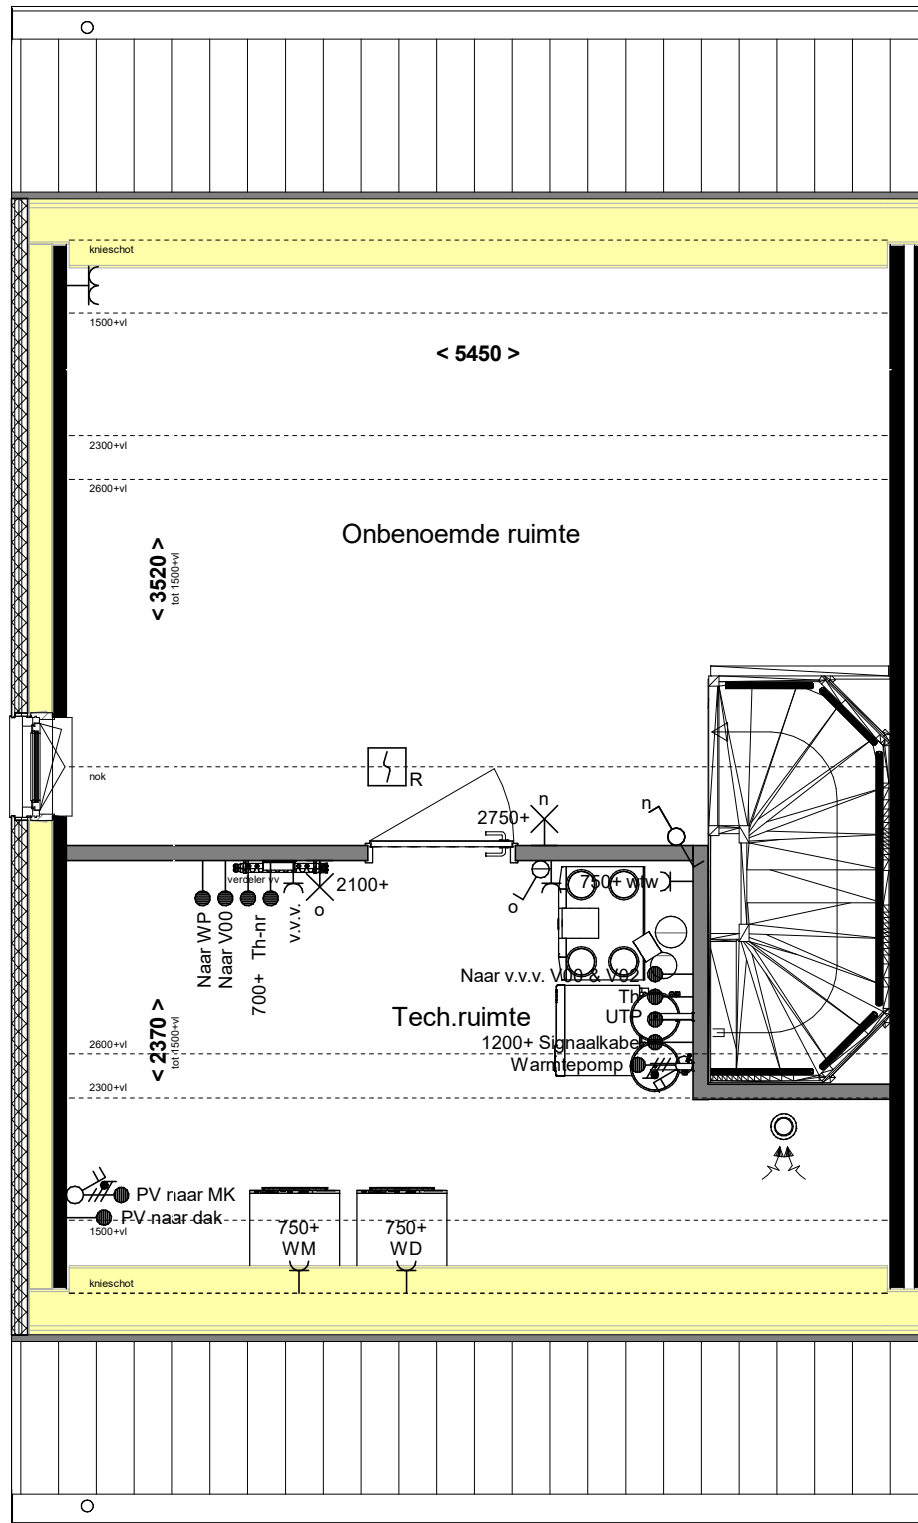 knieschot
1500+vl
< 5450 >
2300+vl
2600+vl
Onbenoemde ruimte
< 3520 >
tot 1500+vl
nok
R
n
2750+
n
verdeler vv
2100+
o
o
750+ wtw
Naar WP
Naar V00
700+ Th-nr
v.v.v.
Naar v.v.v. V00 & V02
Th
UTP
1200+ Signaalkabel
Warmtepomp
Tech.ruimte
< 2370 >
tot 1500+vl
2600+vl
2300+vl
PV naar MK
PV naar dak
1500+vl
750+
WM
750+
WD
knieschot